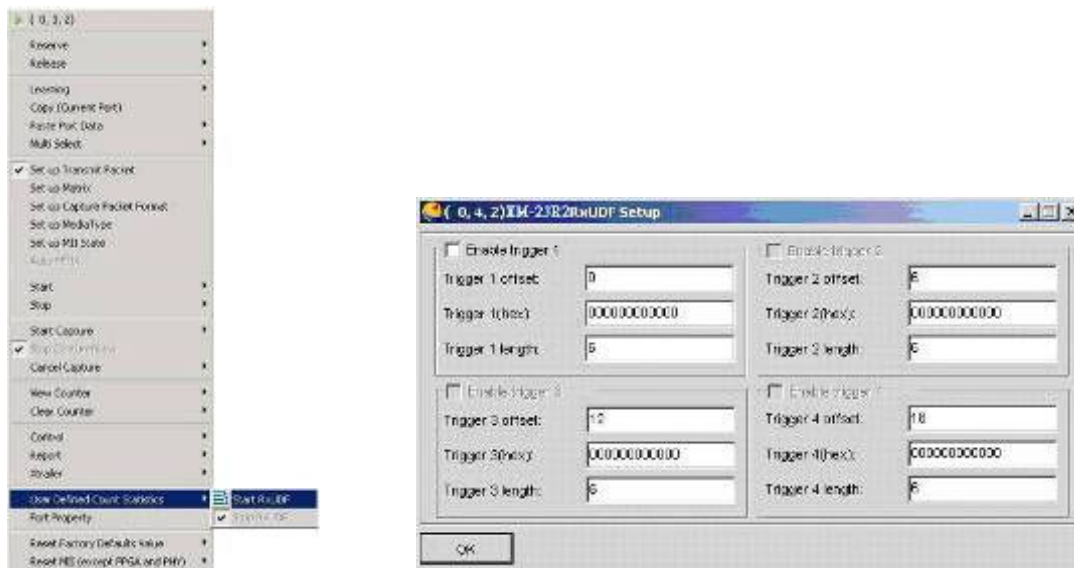 ( 0, 3, 2)
Reserve
Release
Learning
Copy (Current Port)
Paste Port Data
Multi Select
Set up Transmit Packet
Set up Matrix
Set up Capture Packet Format
Set up MediaType
Set up MII State
Start
Stop
Start Capture
Cancel Capture
View Counter
Clear Counter
Control
Report
Xtrailer
User Defined Count Statistics
Start RxUDF
Port Property
Reset Factory Defaults Value
Reset MII (except FPGA and PHY)
( 0, 4, 2)XM-2JR2RxUDF Setup
Enable trigger 1
Trigger 1 offset: 0
Trigger 1(hex): 000000000000
Trigger 1 length: 6
Enable trigger 2
Trigger 2 offset: 6
Trigger 2(hex): 000000000000
Trigger 2 length: 6
Enable trigger 3
Trigger 3 offset: 12
Trigger 3(hex): 000000000000
Trigger 3 length: 6
Enable trigger 4
Trigger 4 offset: 18
Trigger 4(hex): 000000000000
Trigger 4 length: 6
OK